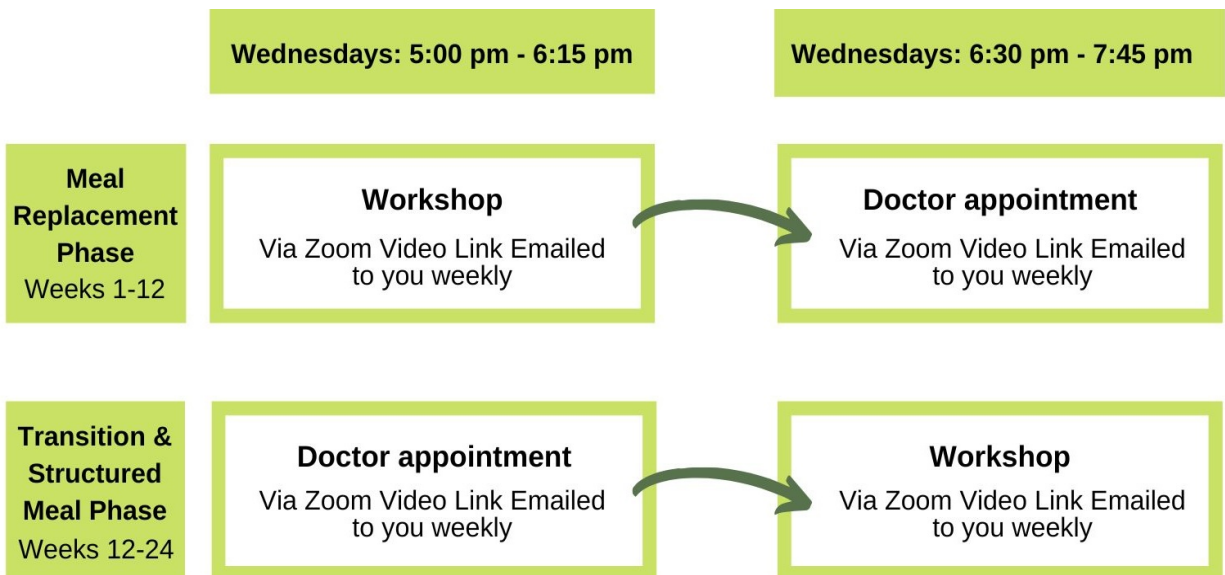 Wednesdays: 5:00 pm - 6:15 pm
Wednesdays: 6:30 pm - 7:45 pm
Meal
Replacement
Phase
Weeks 1-12
Workshop
Via Zoom Video Link Emailed
to you weekly
Doctor appointment
Via Zoom Video Link Emailed
to you weekly
Transition &
Structured
Meal Phase
Weeks 12-24
Doctor appointment
Via Zoom Video Link Emailed
to you weekly
Workshop
Via Zoom Video Link Emailed
to you weekly